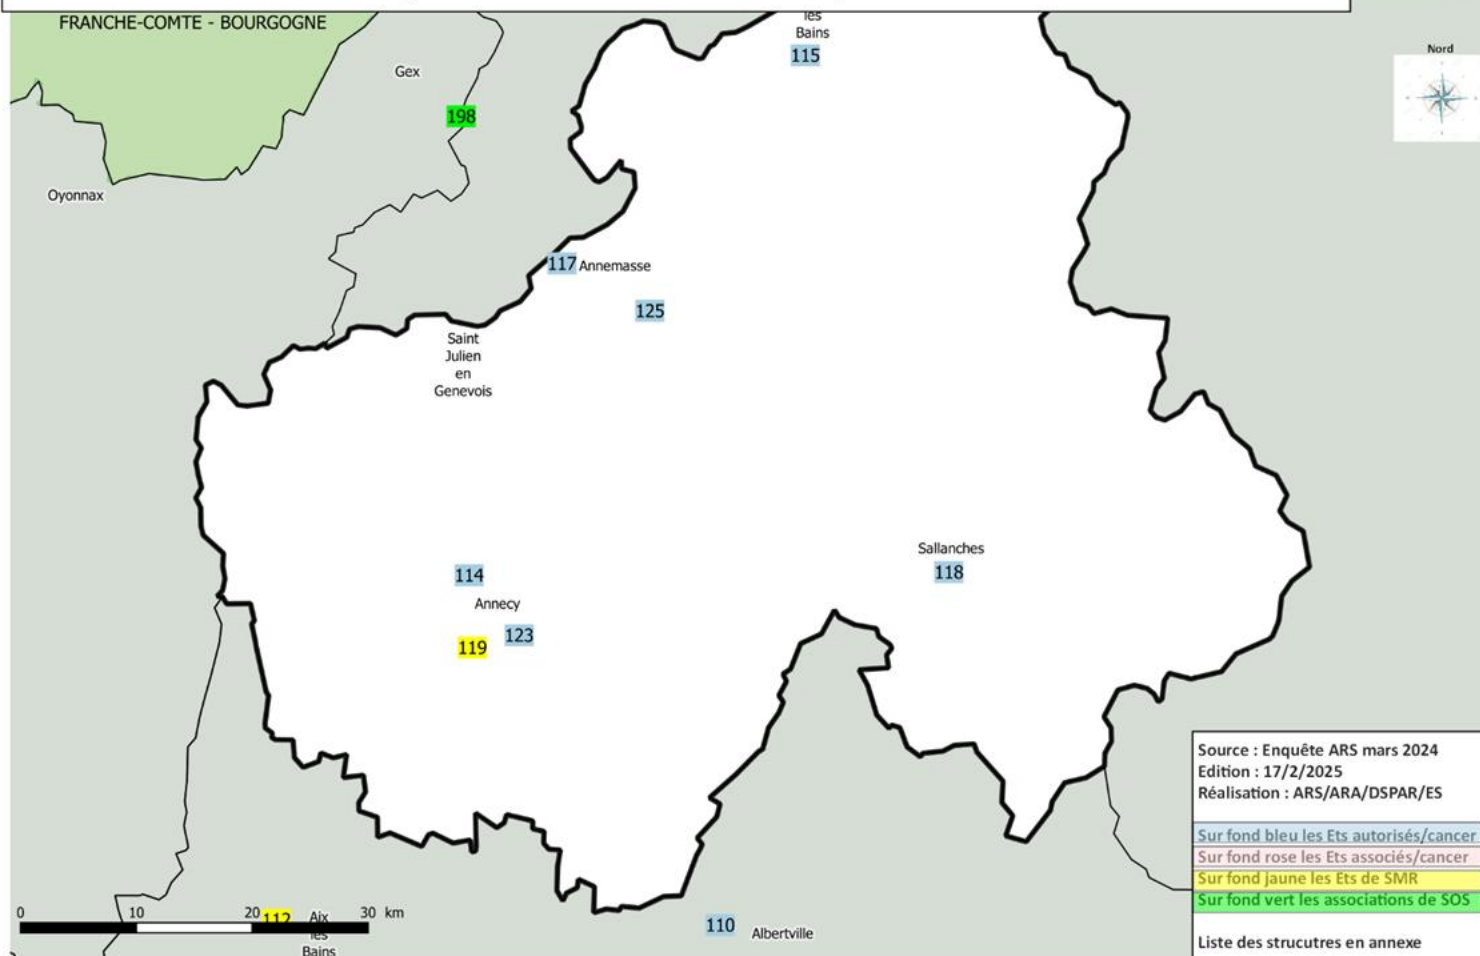 FRANCHE-COMTE - BOURGOGNE
les
Bains
115
Nord
Gex
198
Oyonnax
117 Annemasse
125
Saint
Julien
en
Genevois
Sallanches
118
114
Annecy
123
119
Source : Enquête ARS mars 2024
Edition : 17/2/2025
Réalisation : ARS/ARA/DSPAR/ES
Sur fond bleu les Ets autorisés/cancer
Sur fond rose les Ets associés/cancer
Sur fond jaune les Ets de SMR
Sur fond vert les associations de SOS
Liste des strucutres en annexe
0 10 20 30 km
112 Aix
les
Bains
110 Albertville